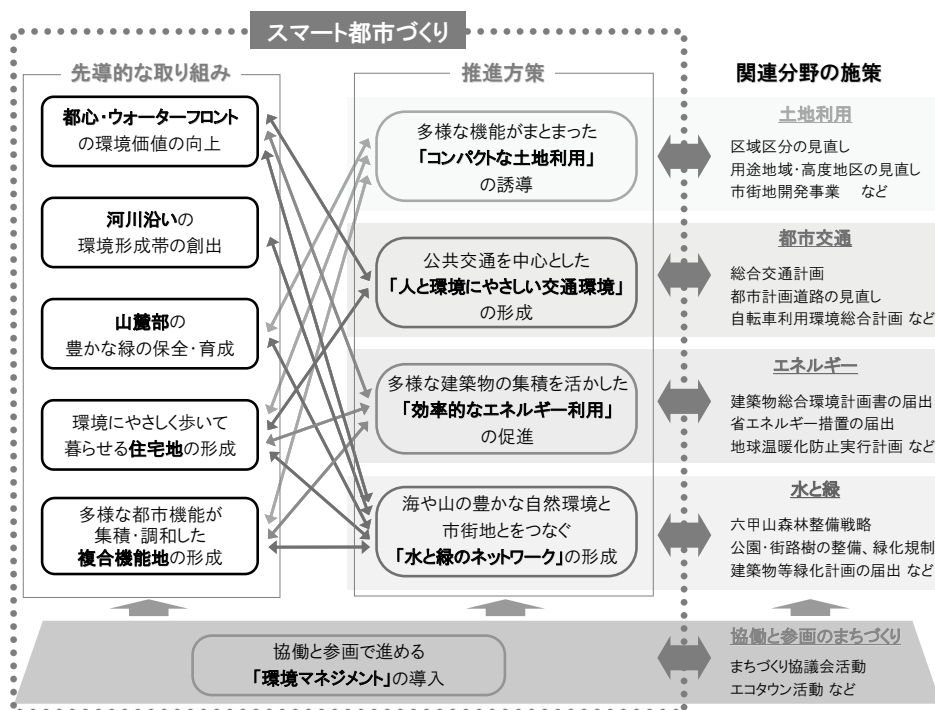 スマート都市づくり
先導的な取り組み
都心・ウォーターフロント
の環境価値の向上
河川沿いの
環境形成帯の創出
山麓部の
豊かな緑の保全・育成
環境にやさしく歩いて
暮らせる住宅地の形成
多様な都市機能が
集積・調和した
複合機能地の形成
推進方策
多様な機能がまとまった
「コンパクトな土地利用」
の誘導
公共交通を中心とした
「人と環境にやさしい交通環境」
の形成
多様な建築物の集積を活かした
「効率的なエネルギー利用」
の促進
海や山の豊かな自然環境と
市街地とをつなぐ
「水と緑のネットワーク」の形成
関連分野の施策
土地利用
区域区分の見直し
用途地域・高度地区の見直し
市街地開発事業 など
都市交通
総合交通計画
都市計画道路の見直し
自転車利用環境総合計画 など
エネルギー
建築物総合環境計画書の届出
省エネルギー措置の届出
地球温暖化防止実行計画 など
水と緑
六甲山森林整備戦略
公園・街路樹の整備、緑化規制
建築物等緑化計画の届出 など
協働と参画で進める
「環境マネジメント」の導入
協働と参画のまちづくり
まちづくり協議会活動
エコタウン活動 など